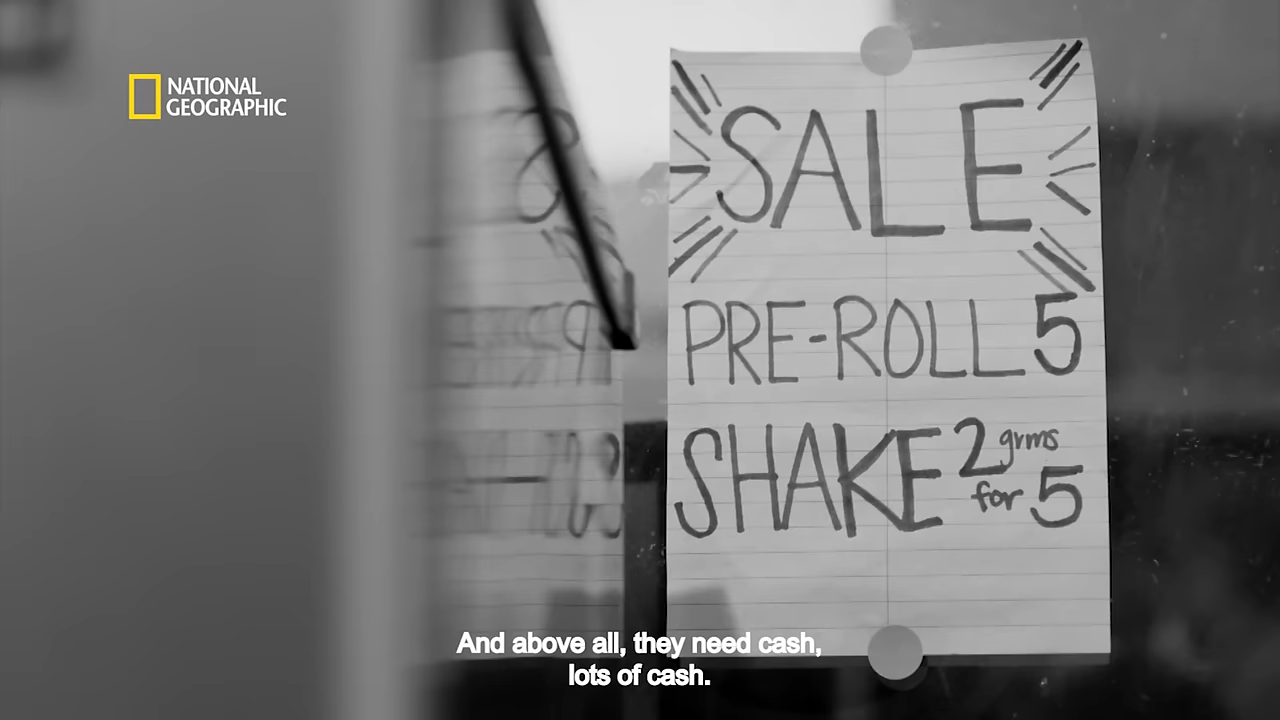 NATIONAL
GEOGRAPHIC
SALE
PRE-ROLL 5
SHAKE 2 grms
for 5
And above all, they need cash,
lots of cash.